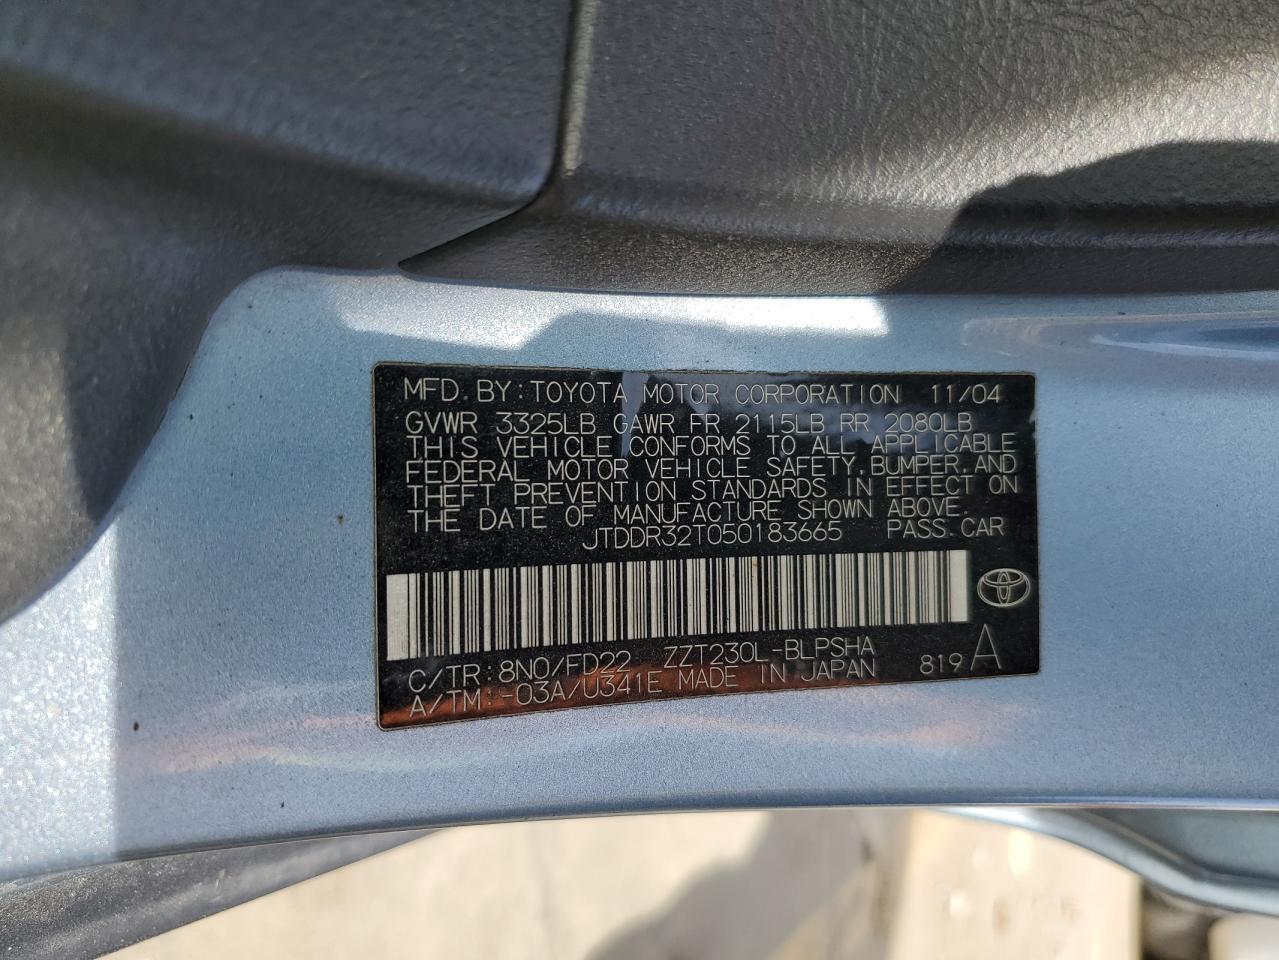 MFD. BY: TOYOTA MOTOR CORPORATION 11/04
GVWR 3325LB GAWR FR 2115LB RR 2080LB
THIS VEHICLE CONFORMS TO ALL APPLICABLE
FEDERAL MOTOR VEHICLE SAFETY, BUMPER, AND
THEFT PREVENTION STANDARDS IN EFFECT ON
THE DATE OF MANUFACTURE SHOWN ABOVE.
JTDDR32T050183665 PASS. CAR
C/TR: 8N0/FD22 ZZT230L-BLPSHA 819 A
A/TM: -03A/U341E MADE IN JAPAN